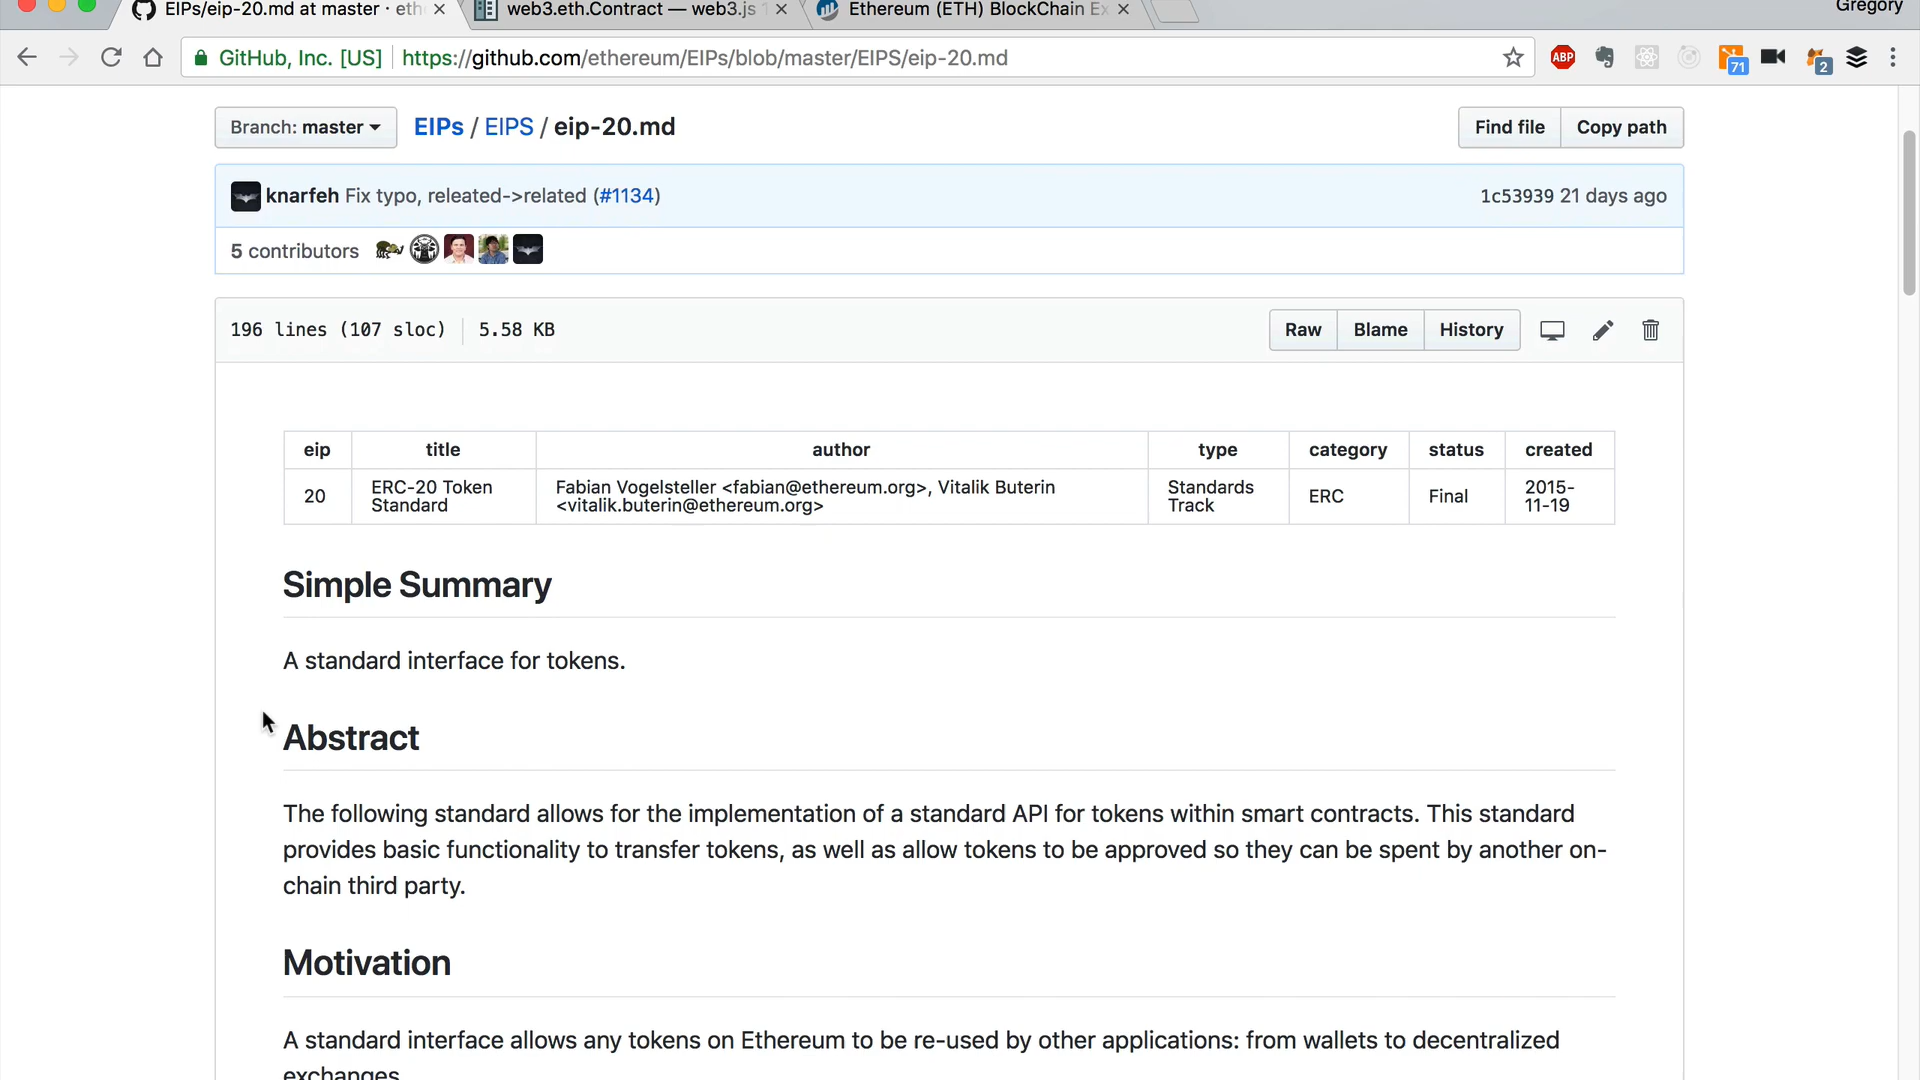 Gregory
EIPs/eip-20.md at master · eth
web3.eth.Contract — web3.js 1
Ethereum (ETH) BlockChain Ex
GitHub, Inc. [US] https://github.com/ethereum/EIPs/blob/master/EIPS/eip-20.md
ABP
71
2
Branch: master EIPs / EIPS / eip-20.md Find file Copy path
knarfeh Fix typo, releated->related (#1134) 1c53939 21 days ago
5 contributors
196 lines (107 sloc) 5.58 KB Raw Blame History
eip title author type category status created
20 ERC-20 Token Standard Fabian Vogelsteller <fabian@ethereum.org>, Vitalik Buterin <vitalik.buterin@ethereum.org> Standards Track ERC Final 2015-11-19
Simple Summary
A standard interface for tokens.
Abstract
The following standard allows for the implementation of a standard API for tokens within smart contracts. This standard
provides basic functionality to transfer tokens, as well as allow tokens to be approved so they can be spent by another on-
chain third party.
Motivation
A standard interface allows any tokens on Ethereum to be re-used by other applications: from wallets to decentralized
exchanges.